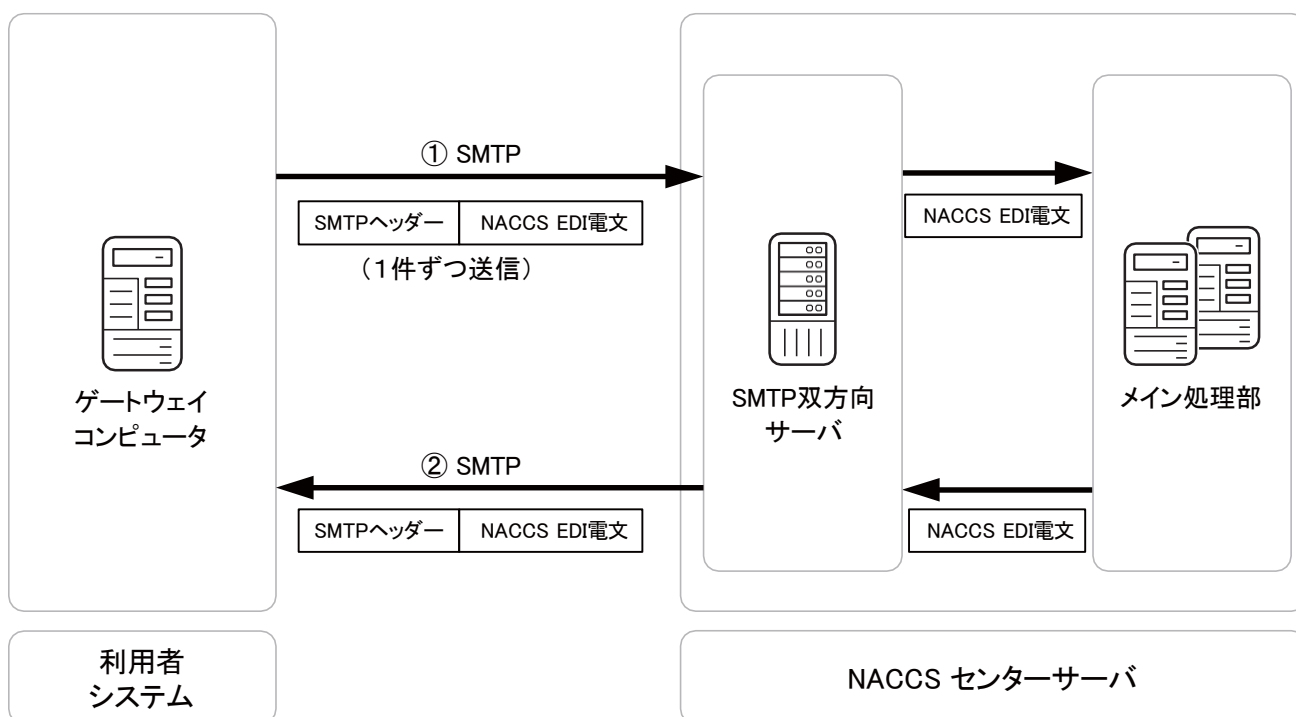 ① SMTP
SMTPヘッダー NACCS EDI電文
(1件ずつ送信)
NACCS EDI電文
ゲートウェイ
コンピュータ
SMTP双方向
サーバ
メイン処理部
② SMTP
SMTPヘッダー NACCS EDI電文
NACCS EDI電文
利用者
システム
NACCS センターサーバ